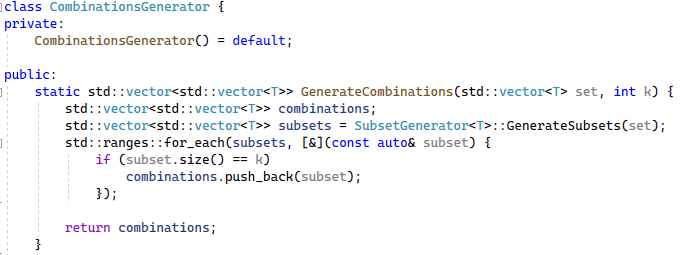 class CombinationsGenerator {
private:
    CombinationsGenerator() = default;

public:
    static std::vector<std::vector<T>> GenerateCombinations(std::vector<T> set, int k) {
        std::vector<std::vector<T>> combinations;
        std::vector<std::vector<T>> subsets = SubsetGenerator<T>::GenerateSubsets(set);
        std::ranges::for_each(subsets, [&](const auto& subset) {
            if (subset.size() == k)
                combinations.push_back(subset);
            });

        return combinations;
    }